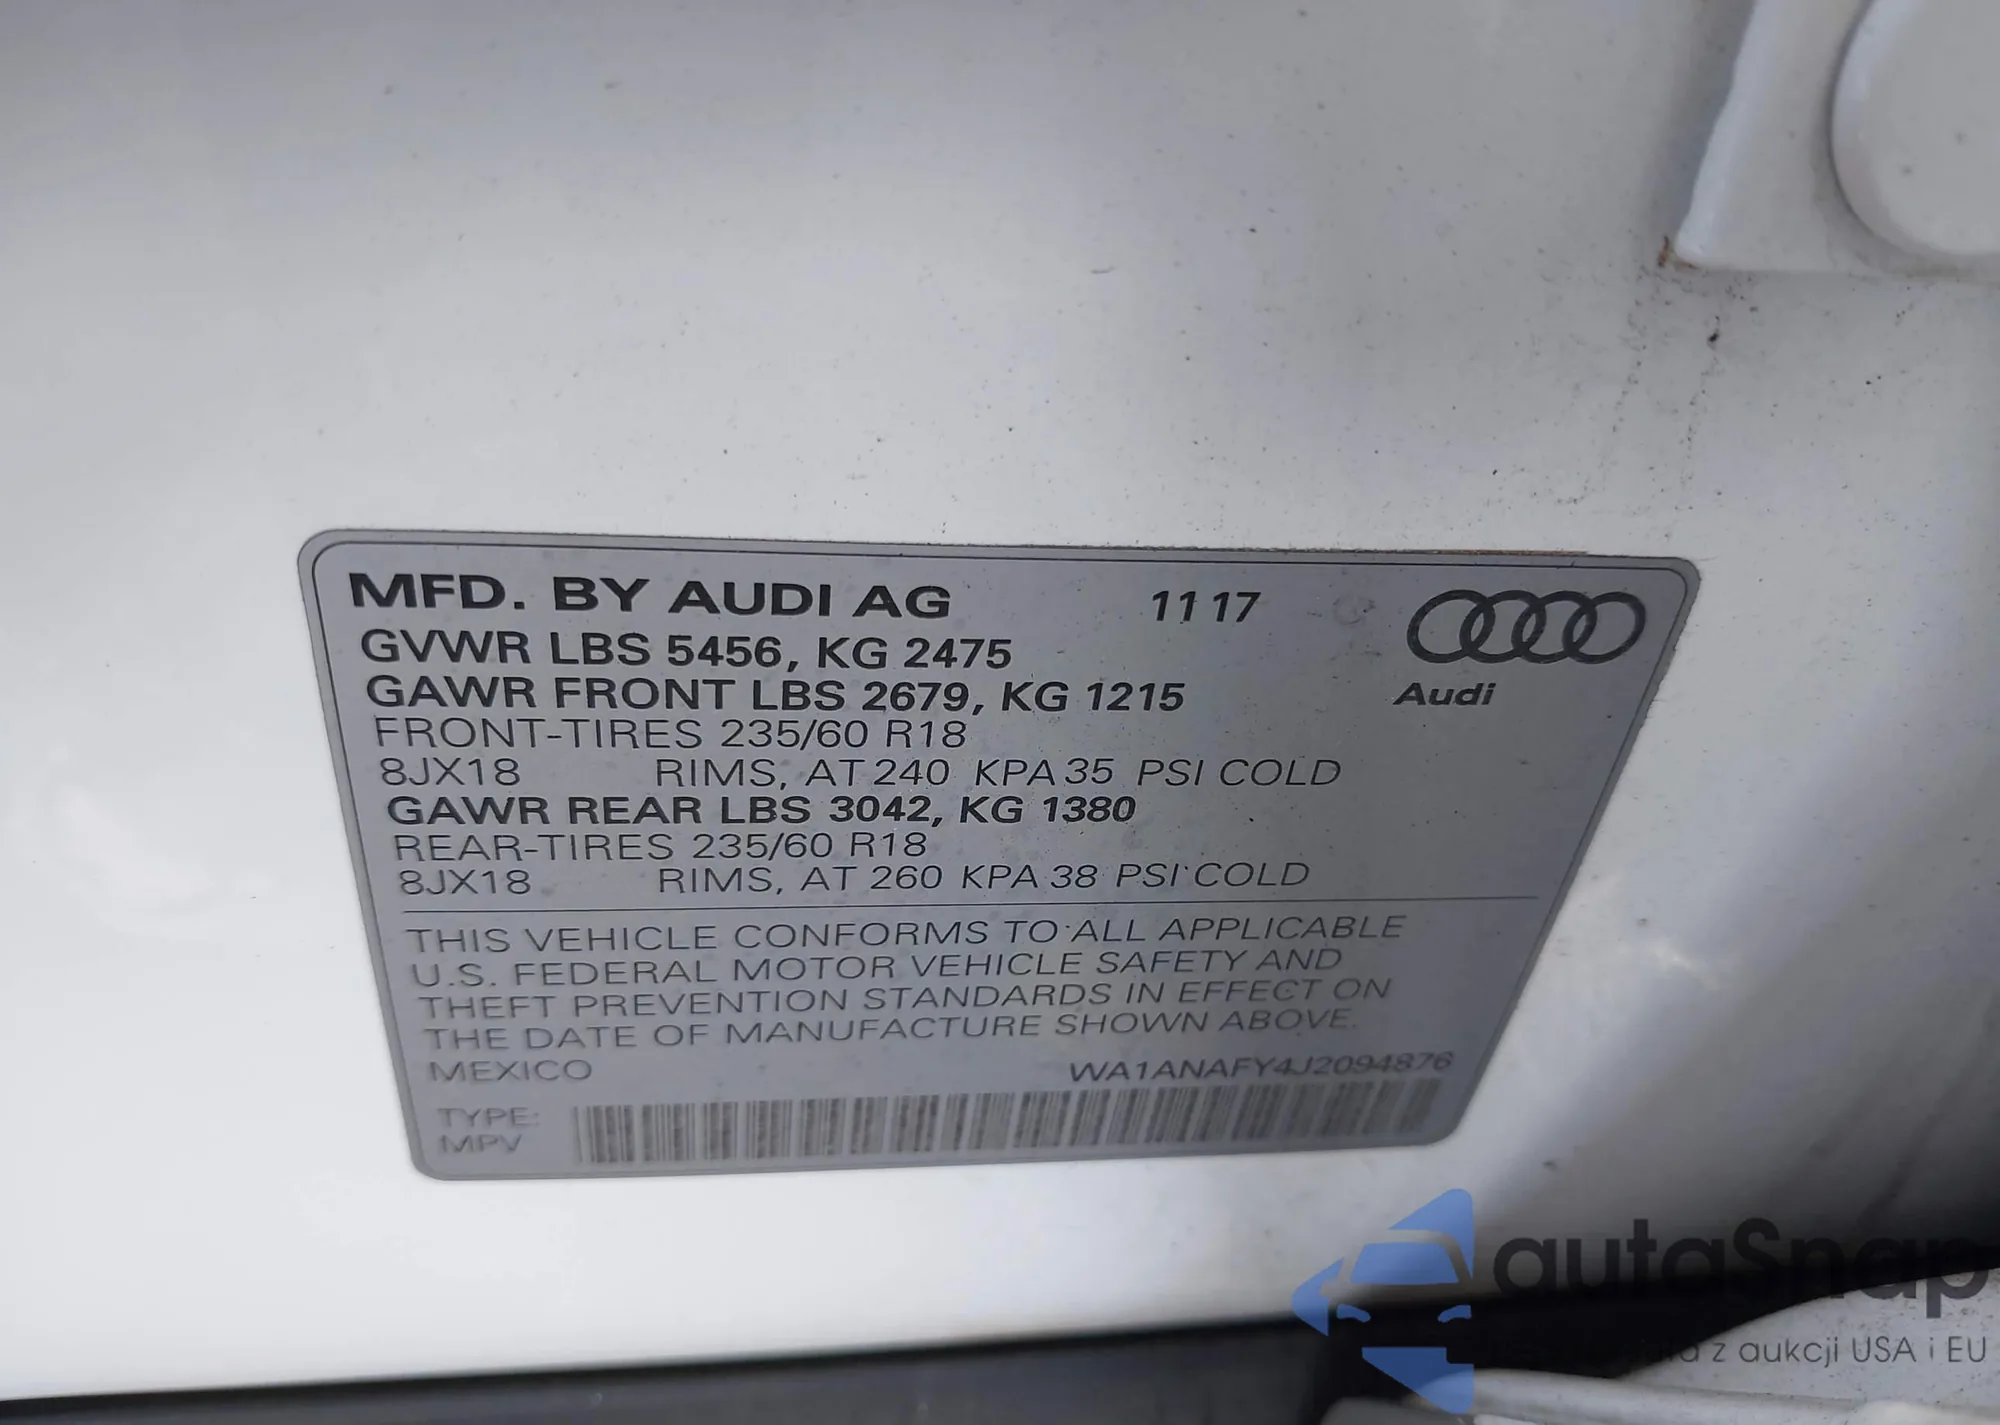 MFD. BY AUDI AG 11 17
GVWR LBS 5456, KG 2475
GAWR FRONT LBS 2679, KG 1215
Audi
FRONT-TIRES 235/60 R18
8JX18 RIMS, AT 240 KPA 35 PSI COLD
GAWR REAR LBS 3042, KG 1380
REAR-TIRES 235/60 R18
8JX18 RIMS, AT 260 KPA 38 PSI COLD
THIS VEHICLE CONFORMS TO ALL APPLICABLE
U.S. FEDERAL MOTOR VEHICLE SAFETY AND
THEFT PREVENTION STANDARDS IN EFFECT ON
THE DATE OF MANUFACTURE SHOWN ABOVE.
MEXICO WA1ANAFY4J2094876
TYPE:
MPV
autaSnap
z aukcji USA i EU